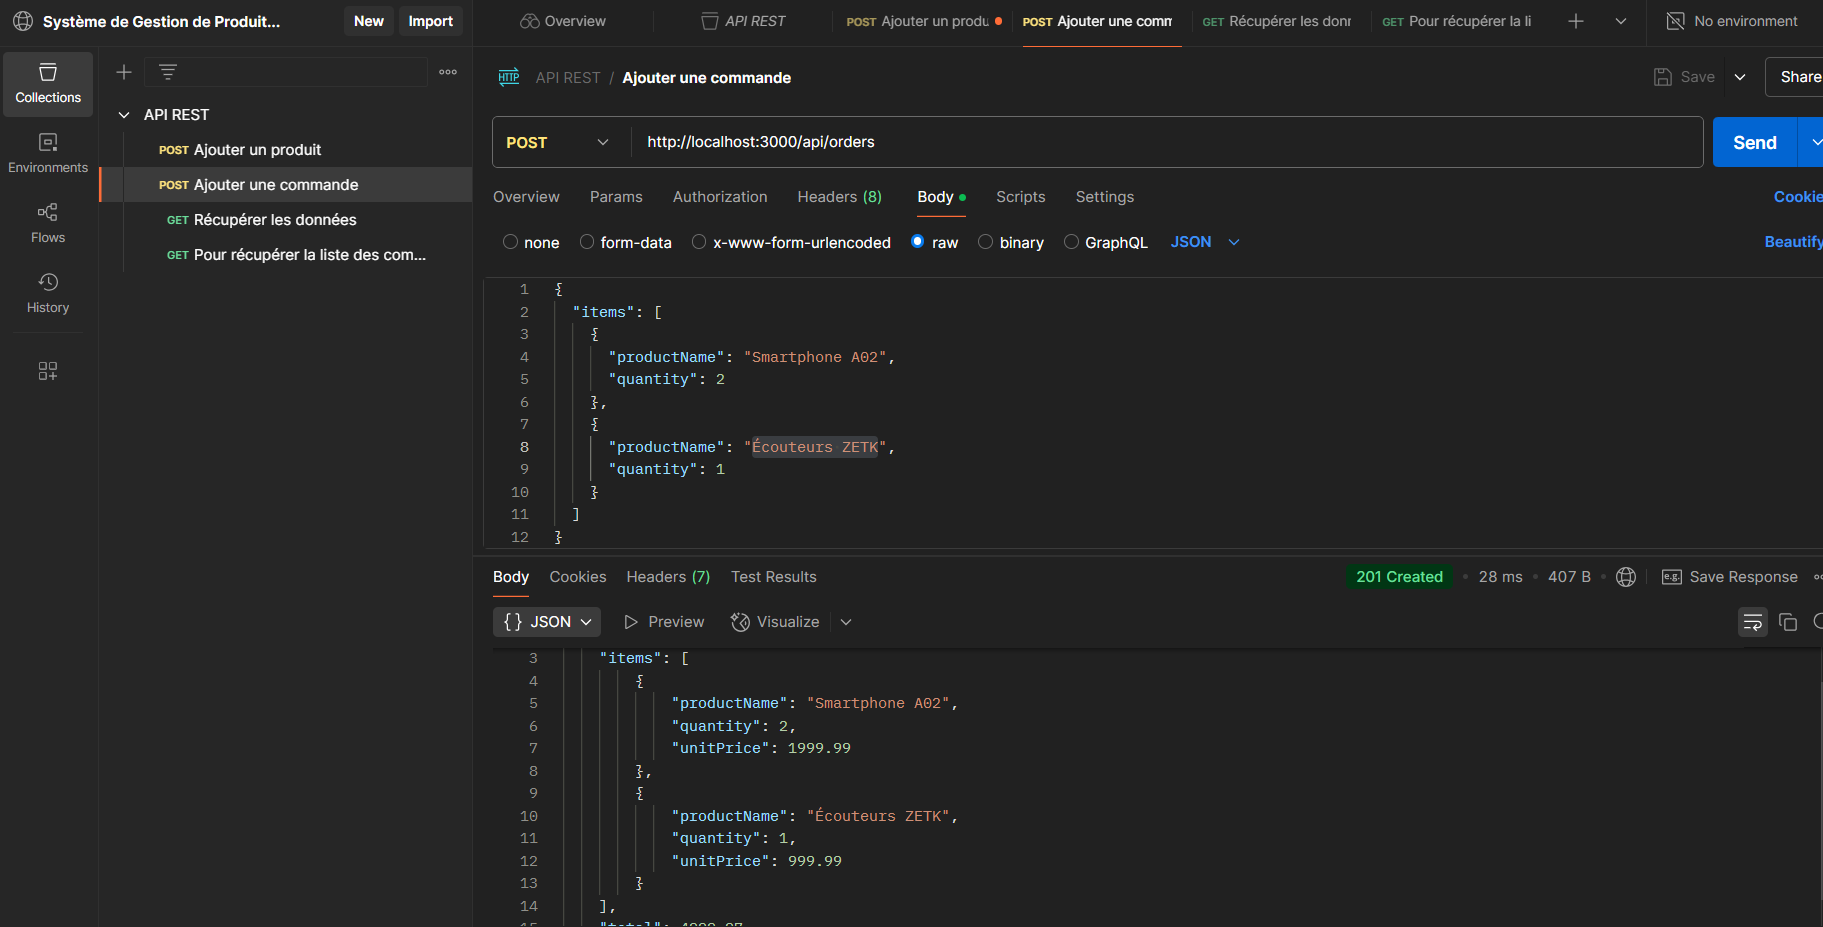 Système de Gestion de Produit...
New
Import
Overview
API REST
POST Ajouter un produ
POST Ajouter une comm
GET Récupérer les donr
GET Pour récupérer la li
No environment
Collections
Environments
Flows
History
API REST
POST Ajouter un produit
POST Ajouter une commande
GET Récupérer les données
GET Pour récupérer la liste des com...
HTTP API REST / Ajouter une commande
Save
Share
POST
http://localhost:3000/api/orders
Send
Overview Params Authorization Headers (8) Body Scripts Settings
Cookie
none form-data x-www-form-urlencoded raw binary GraphQL JSON
Beautify
1 {
2 "items": [
3 {
4 "productName": "Smartphone A02",
5 "quantity": 2
6 },
7 {
8 "productName": "Écouteurs ZETK",
9 "quantity": 1
10 }
11 ]
12 }
Body Cookies Headers (7) Test Results
201 Created 28 ms 407 B
e.g. Save Response
{} JSON Preview Visualize
3 "items": [
4 {
5 "productName": "Smartphone A02",
6 "quantity": 2,
7 "unitPrice": 1999.99
8 },
9 {
10 "productName": "Écouteurs ZETK",
11 "quantity": 1,
12 "unitPrice": 999.99
13 }
14 ],